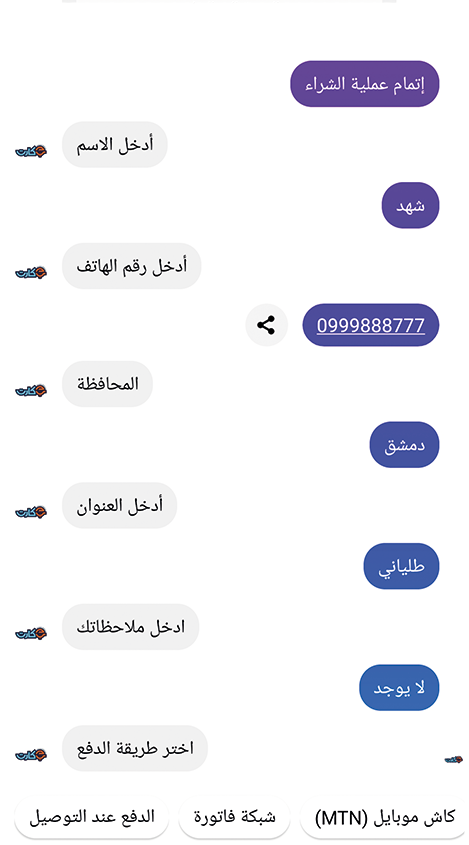 إتمام عملية الشراء
أدخل الاسم
شهد
أدخل رقم الهاتف
0999888777
المحافظة
دمشق
أدخل العنوان
طلياني
ادخل ملاحظاتك
لا يوجد
اختر طريقة الدفع
كاش موبايل (MTN)
شبكة فاتورة
الدفع عند التوصيل